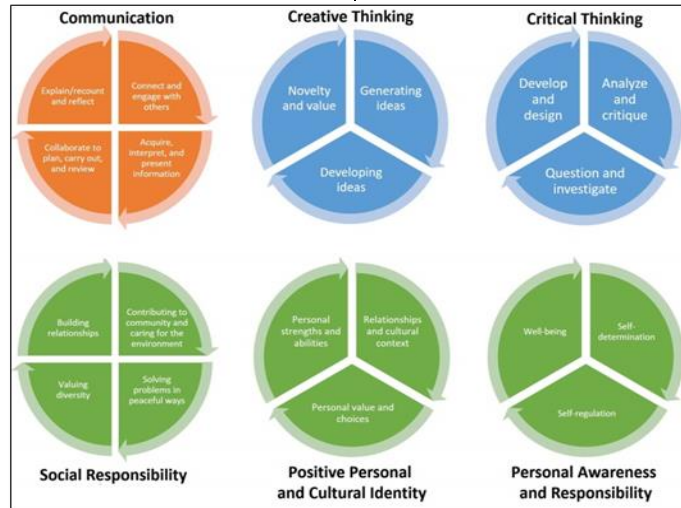 Communication
Explain/recount
and reflect
Connect and
engage with
others
Collaborate to
plan, carry out,
and review
Acquire,
interpret, and
present
information
Creative Thinking
Novelty
and value
Generating
ideas
Developing
ideas
Critical Thinking
Develop
and
design
Analyze
and
critique
Question and
investigate
Building
relationships
Contributing to
community and
caring for the
environment
Valuing
diversity
Solving
problems in
peaceful ways
Social Responsibility
Personal
strengths and
abilities
Relationships
and cultural
context
Personal value and
choices
Positive Personal
and Cultural Identity
Well-being
Self-
determination
Self-regulation
Personal Awareness
and Responsibility